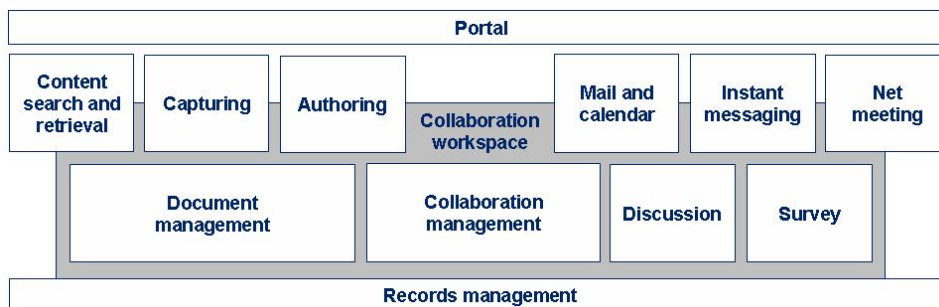 Portal
Content
search and
retrieval
Capturing
Authoring
Mail and
calendar
Instant
messaging
Net
meeting
Collaboration
workspace
Document
management
Collaboration
management
Discussion
Survey
Records management